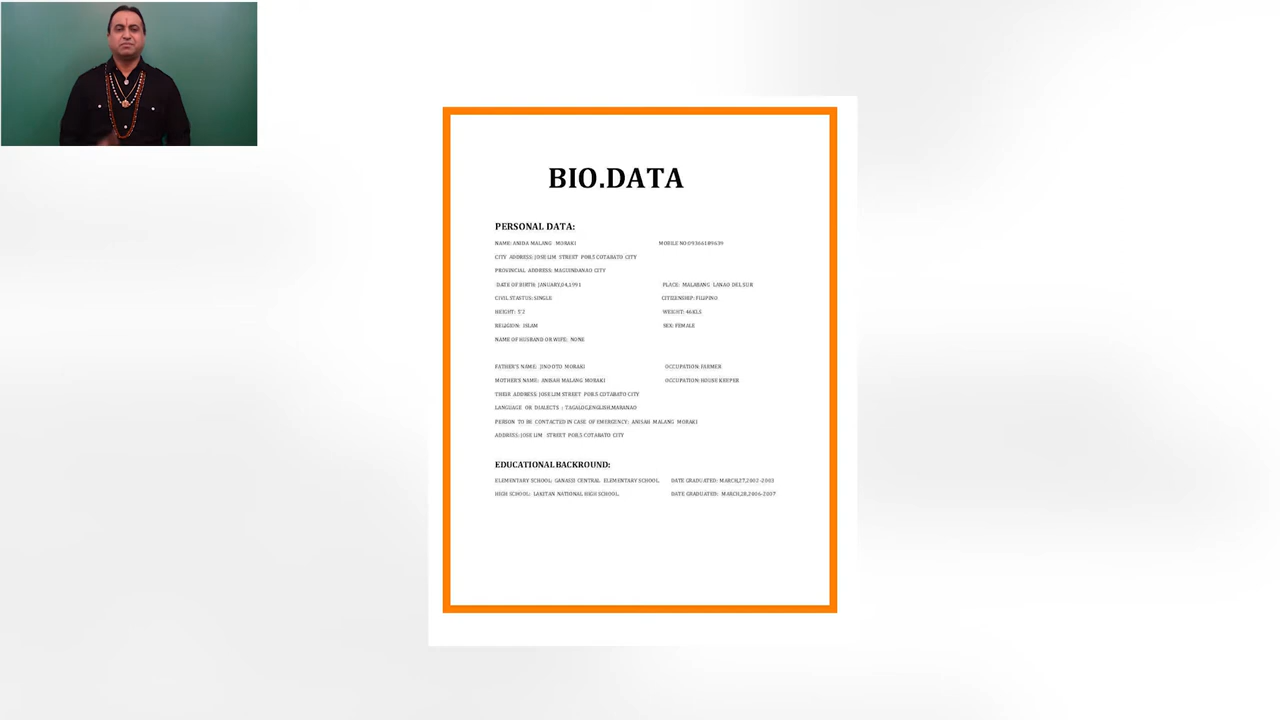 BIO.DATA
PERSONAL DATA:
NAME: ANIDA MALANG MORAKI MOBILE NO:09366189639
CITY ADDRESS: JOSE LIM STREET POB.5 COTABATO CITY
PROVINCIAL ADDRESS: MAGUINDANAO CITY
DATE OF BIRTH: JANUARY,04,1991 PLACE: MALABANG LANAO DEL SUR
CIVIL STASTUS: SINGLE CITIZENSHIP: FILIPINO
HEIGHT: 5'2 WEIGHT: 46KLS
RELIGION: ISLAM SEX: FEMALE
NAME OF HUSBAND OR WIFE: NONE
FATHER'S NAME: JINOOTO MORAKI OCCUPATION: FARMER
MOTHER'S NAME: ANISAH MALANG MORAKI OCCUPATION: HOUSE KEEPER
THEIR ADDRESS: JOSE LIM STREET POB.5 COTABATO CITY
LANGUAGE OR DIALECTS : TAGALOG,ENGLISH,MARANAO
PERSON TO BE CONTACTED IN CASE OF EMERGENCY: ANISAH MALANG MORAKI
ADDRESS: JOSE LIM STREET POB,5 COTABATO CITY
EDUCATIONAL BACKROUND:
ELEMENTARY SCHOOL: GANASSI CENTRAL ELEMENTARY SCHOOL DATE GRADUATED: MARCH,27,2002-2003
HIGH SCHOOL: LAKITAN NATIONAL HIGH SCHOOL DATE GRADUATED: MARCH,28,2006-2007